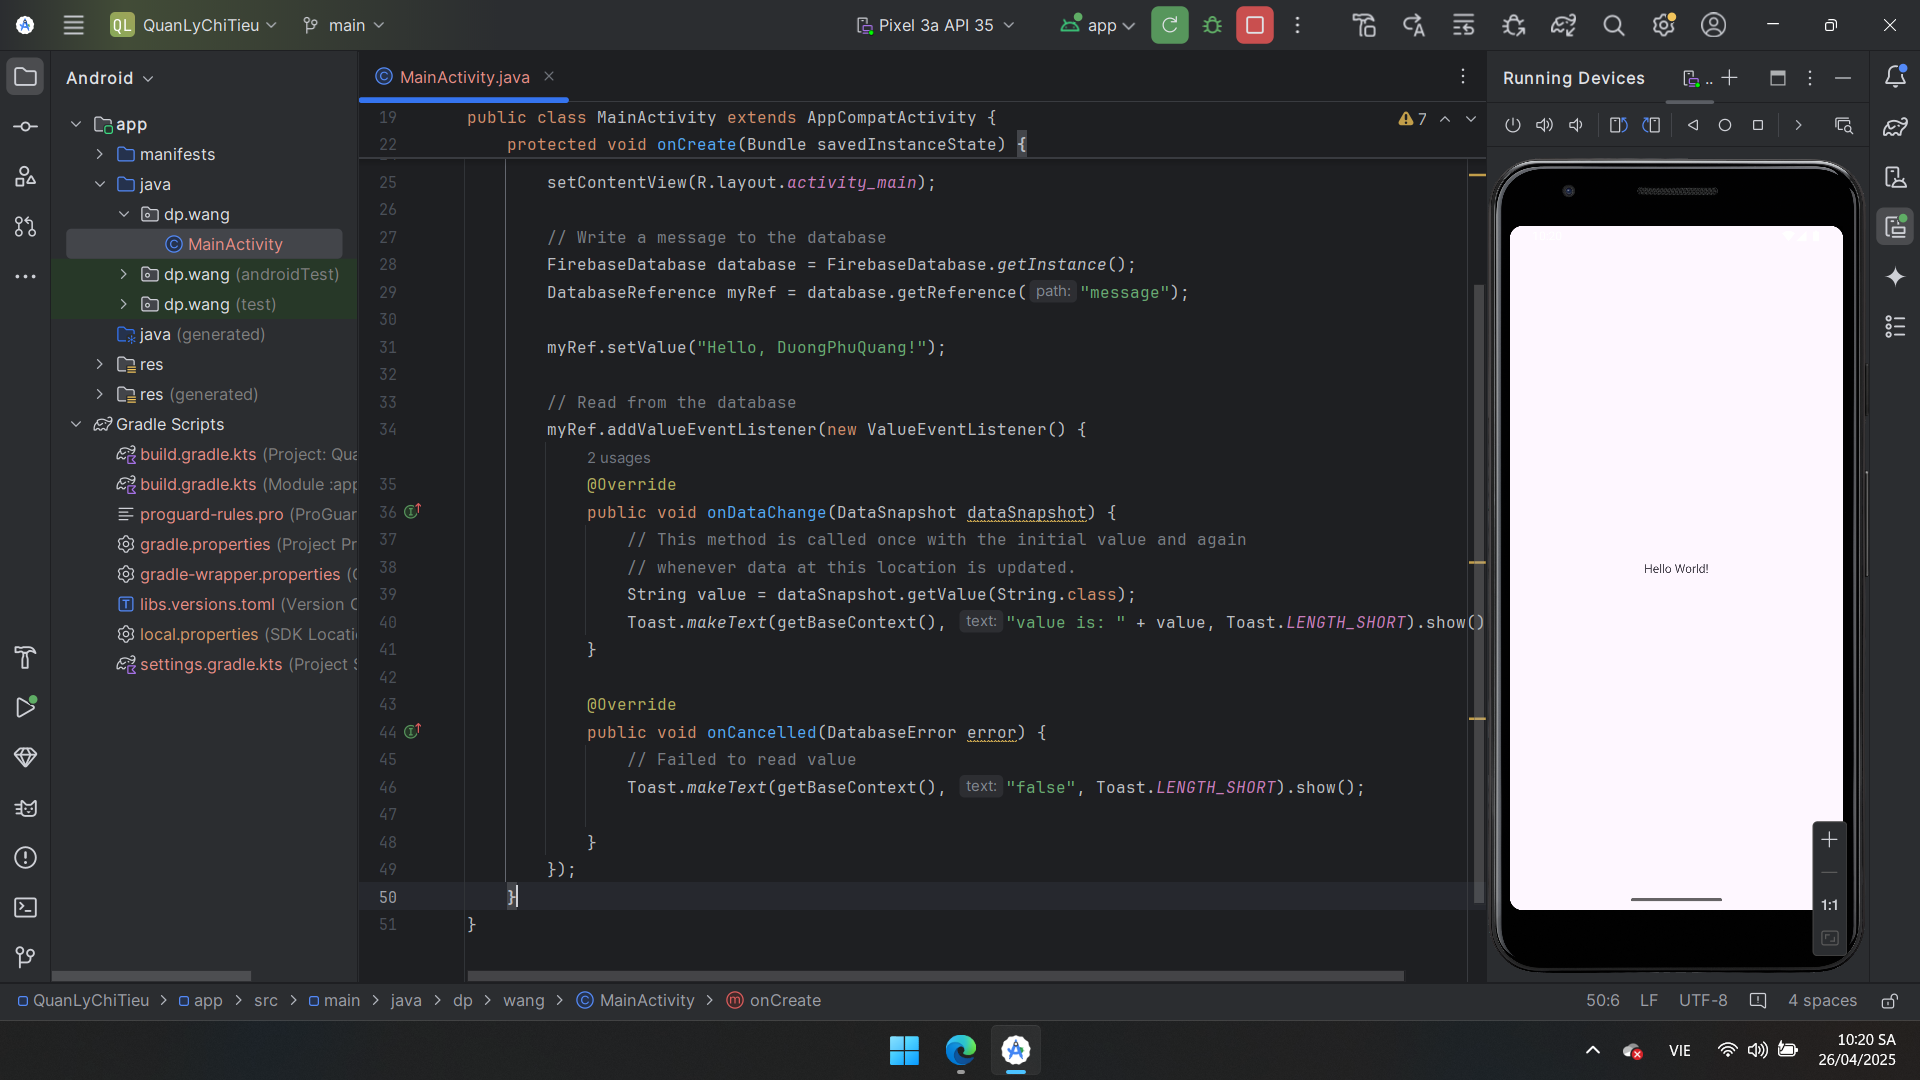 QL QuanLyChiTieu main Pixel 3a API 35 app
Android
app
manifests
java
dp.wang
MainActivity
dp.wang (androidTest)
dp.wang (test)
java (generated)
res
res (generated)
Gradle Scripts
build.gradle.kts (Project: Qua
build.gradle.kts (Module :app
proguard-rules.pro (ProGuar
gradle.properties (Project Pr
gradle-wrapper.properties (G
libs.versions.toml (Version C
local.properties (SDK Locati
settings.gradle.kts (Project S
MainActivity.java
7
19 public class MainActivity extends AppCompatActivity {
22 protected void onCreate(Bundle savedInstanceState) {
25 setContentView(R.layout.activity_main);
26
27 // Write a message to the database
28 FirebaseDatabase database = FirebaseDatabase.getInstance();
29 DatabaseReference myRef = database.getReference( path: "message");
30
31 myRef.setValue("Hello, DuongPhuQuang!");
32
33 // Read from the database
34 myRef.addValueEventListener(new ValueEventListener() {
2 usages
35 @Override
36 public void onDataChange(DataSnapshot dataSnapshot) {
37 // This method is called once with the initial value and again
38 // whenever data at this location is updated.
39 String value = dataSnapshot.getValue(String.class);
40 Toast.makeText(getBaseContext(), text: "value is: " + value, Toast.LENGTH_SHORT).show()
41 }
42
43 @Override
44 public void onCancelled(DatabaseError error) {
45 // Failed to read value
46 Toast.makeText(getBaseContext(), text: "false", Toast.LENGTH_SHORT).show();
47
48 }
49 });
50 }
51 }
Running Devices ..
Hello World!
1:1
QuanLyChiTieu > app > src > main > java > dp > wang > MainActivity > onCreate
50:6 LF UTF-8 4 spaces
VIE
10:20 SA
26/04/2025